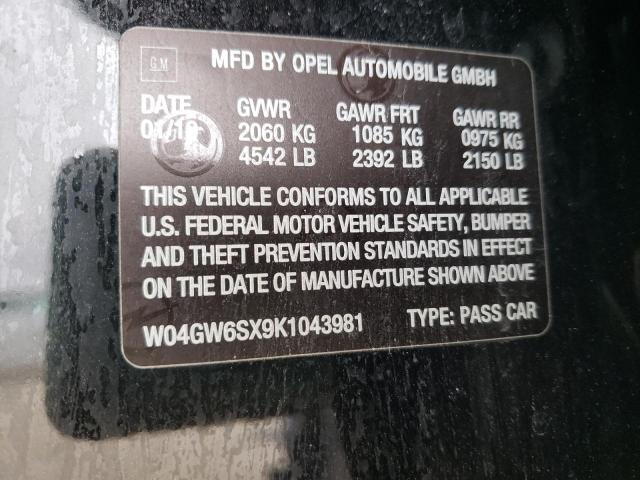 GM
MFD BY OPEL AUTOMOBILE GMBH
DATE GVWR GAWR FRT GAWR RR
2060 KG 1085 KG 0975 KG
4542 LB 2392 LB 2150 LB
THIS VEHICLE CONFORMS TO ALL APPLICABLE
U.S. FEDERAL MOTOR VEHICLE SAFETY, BUMPER
AND THEFT PREVENTION STANDARDS IN EFFECT
ON THE DATE OF MANUFACTURE SHOWN ABOVE
W04GW6SX9K1043981 TYPE: PASS CAR